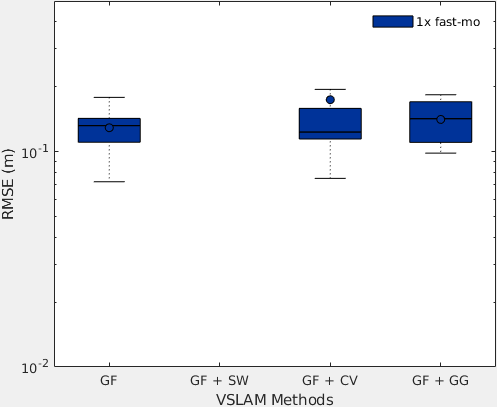 1x fast-mo
RMSE (m)
10-1
10-2
GF
GF + SW
GF + CV
GF + GG
VSLAM Methods